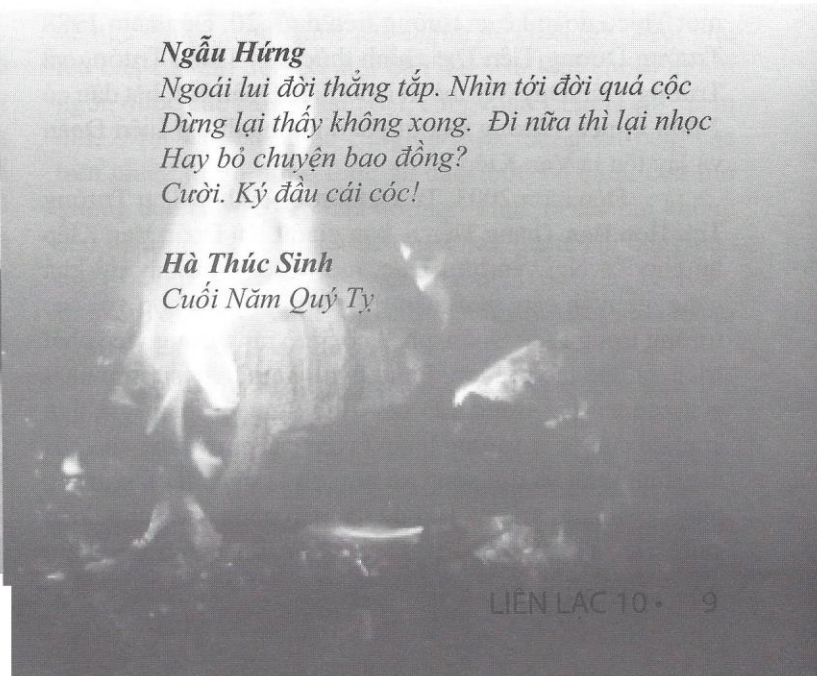 Ngẫu Hứng
Ngoái lui đời thẳng tắp. Nhìn tới đời quá cộc
Dừng lại thấy không xong.  Đi nữa thì lại nhọc
Hay bỏ chuyện bao đồng?
Cười. Ký đầu cái cóc!
Hà Thúc Sinh
Cuối Năm Quý Tỵ
LIÊN LẠC 10 • 9